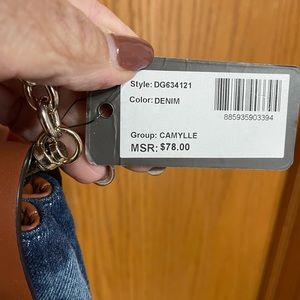 Style: DG634121
Color: DENIM
885935903394
Group: CAMYLLE
MSR: $78.00